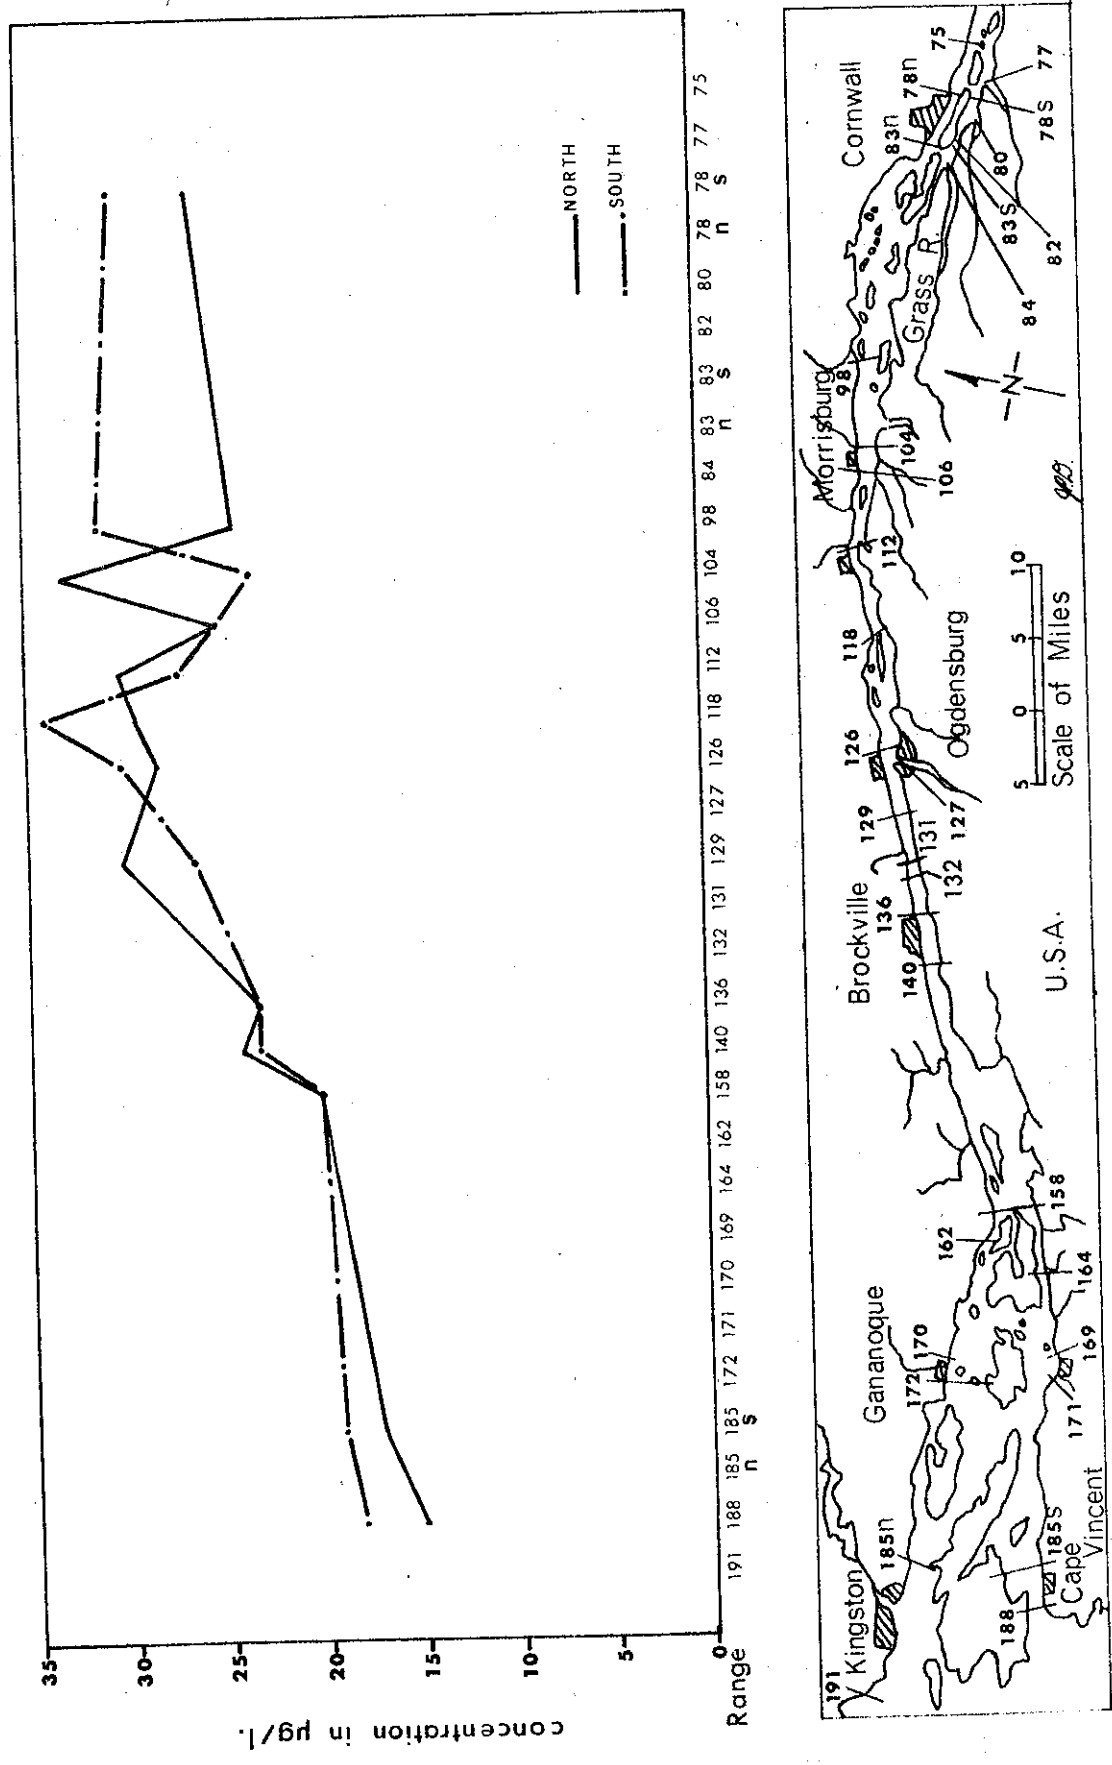 35
30
25
20
15
10
5
0
concentration in µg/l.
Range
191 188 185 185 172 171 170 169 164 162 158 140 136 132 131 129 127 126 118 112 106 104 98 84 83 83 82 80 78 78 77 75
n s n s n s
NORTH
SOUTH
191
Kingston
185n
188
185s
Cape
Vincent
Gananoque
172
170
171
169
164
162
158
Brockville
140
136
132
131
129
127
126
Ogdensburg
118
112
Morrisburg
106
104
98
Grass R.
84
Cornwall
83n
83s
82
80
78n
78s
77
75
U.S.A.
5 0 5 10
Scale of Miles
-N-